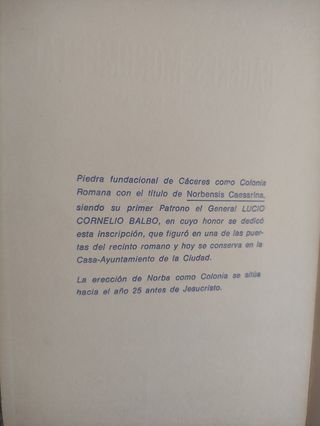 Piedra fundacional de Cáceres como Colonia
Romana con el título de Norbensis Caesarina,
siendo su primer Patrono el General LUCIO
CORNELIO BALBO, en cuyo honor se dedicó
esta inscripción, que figuró en una de las puer-
tas del recinto romano y hoy se conserva en la
Casa-Ayuntamiento de la Ciudad.
La erección de Norba como Colonia se sitúa
hacia el año 25 antes de Jesucristo.